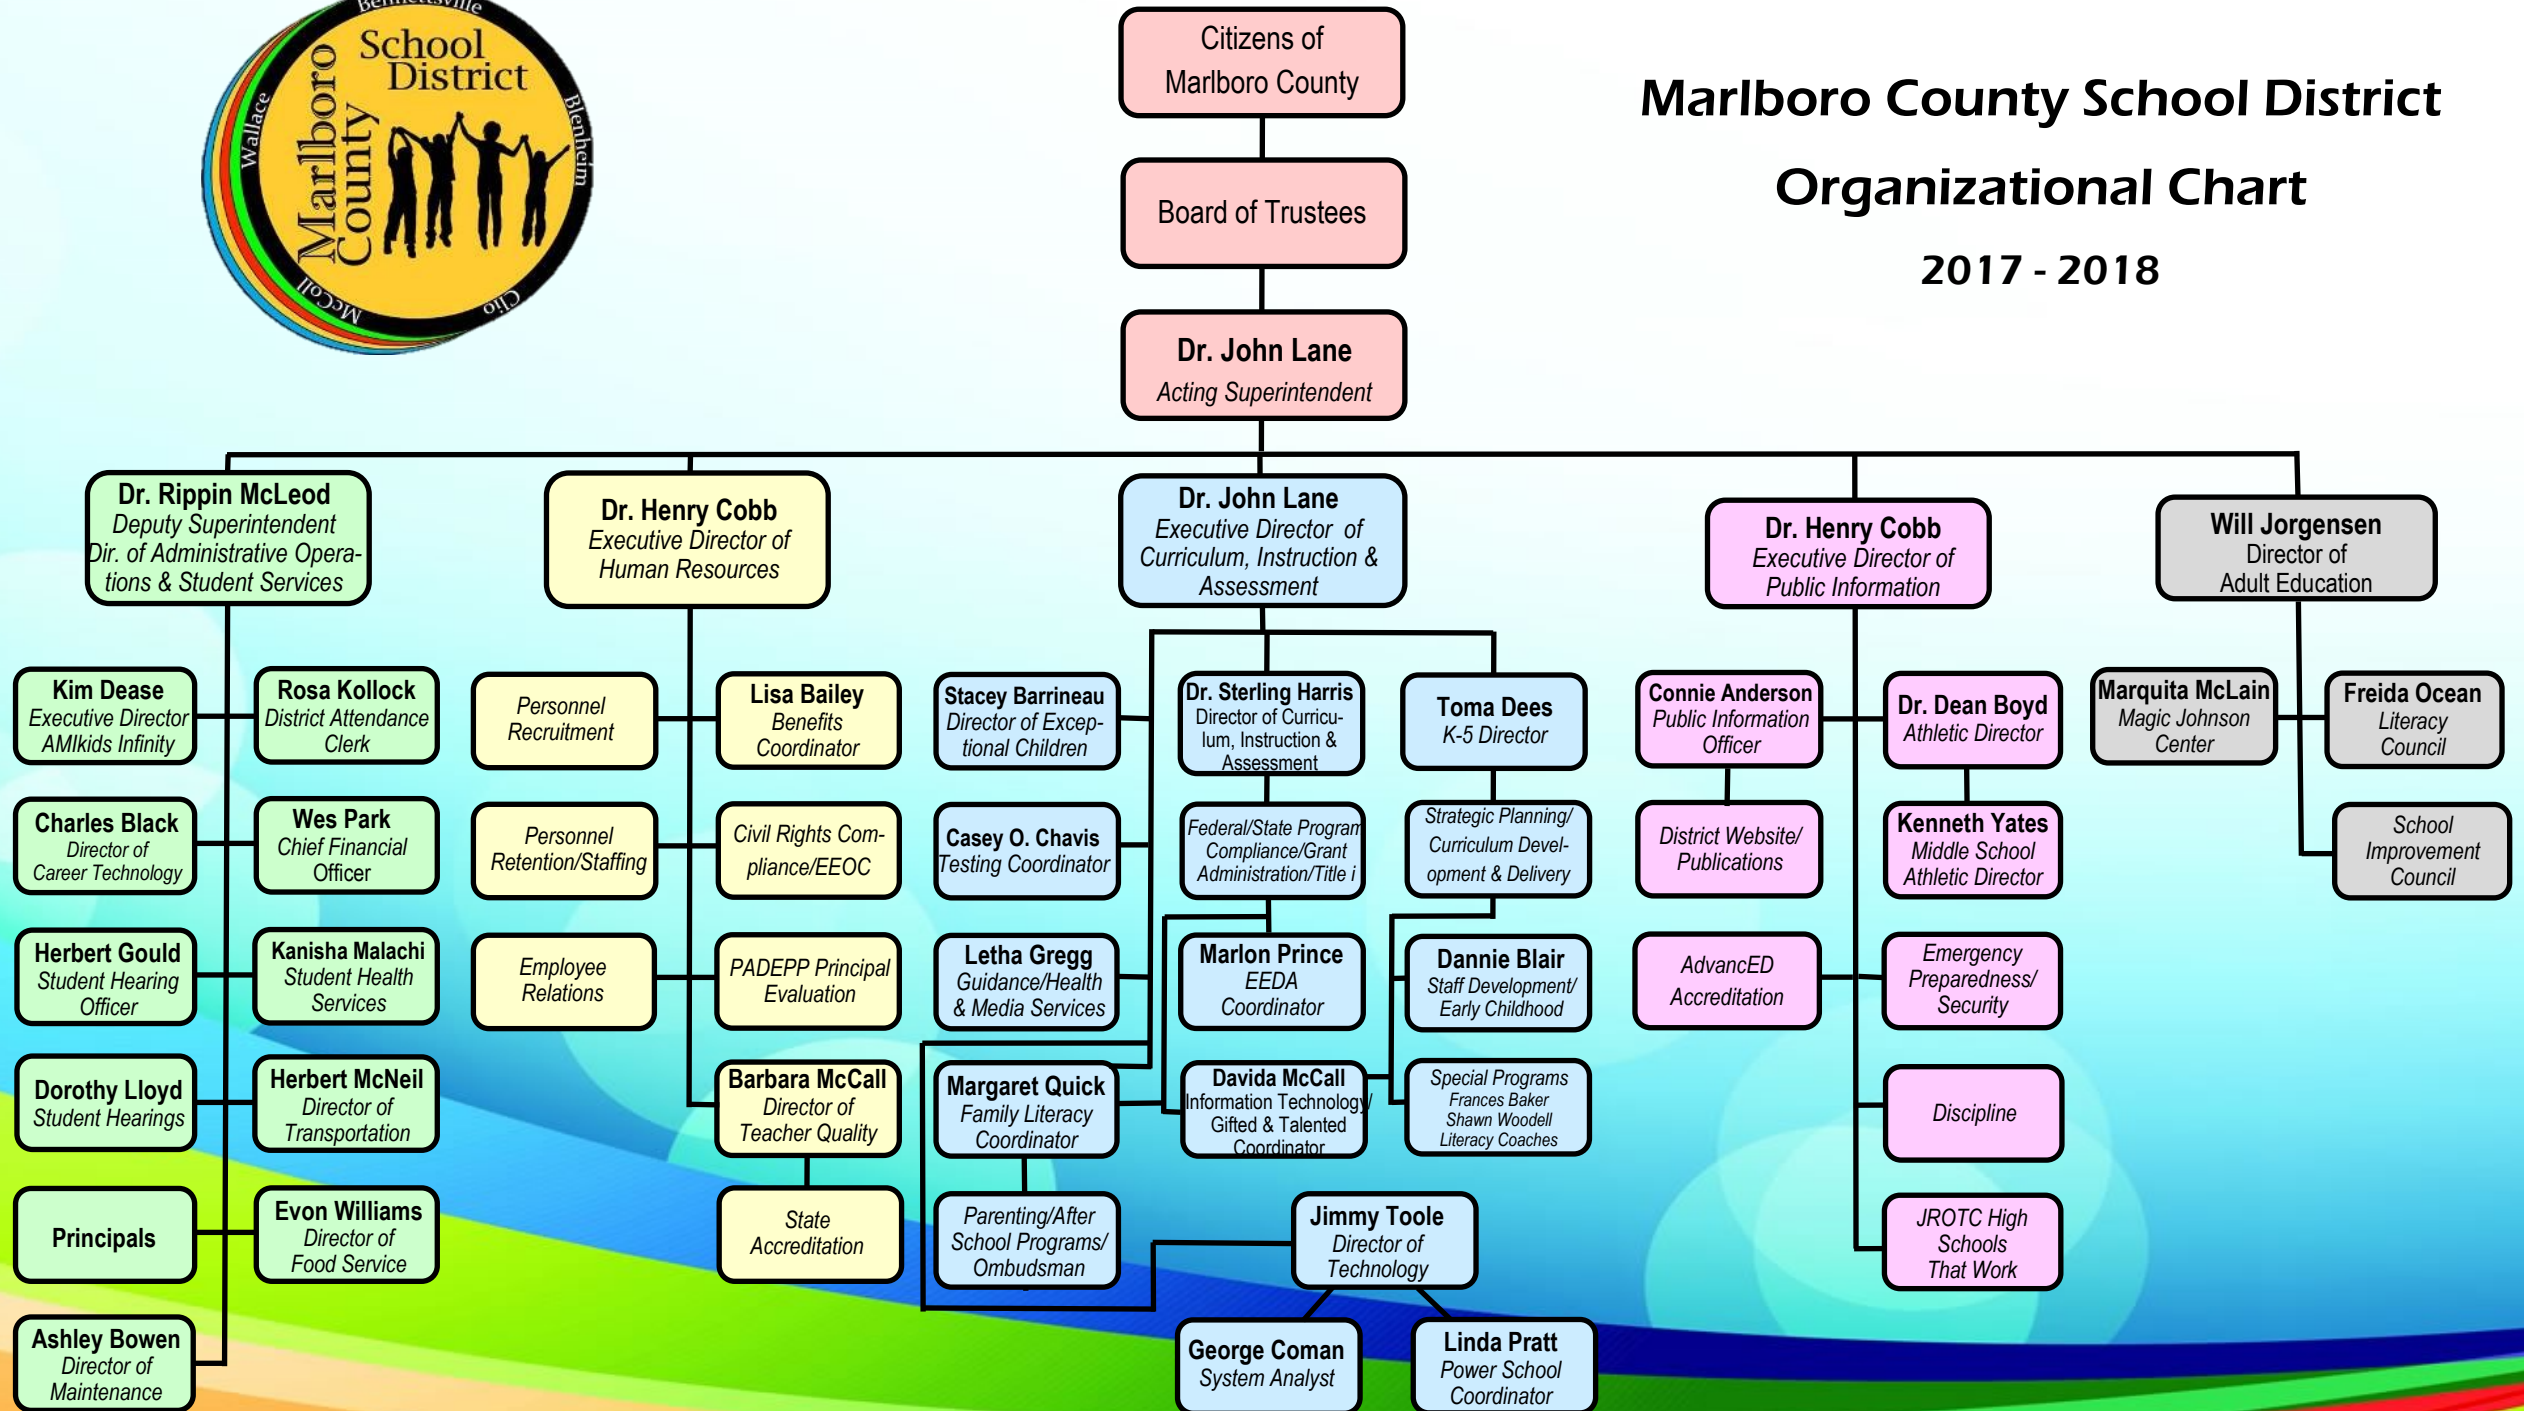 Bennettsville
School
District
Marlboro
County
Wallace
Blenheim
McColl
Clio
Citizens of
Marlboro County
Marlboro County School District
Organizational Chart
2017 - 2018
Board of Trustees
Dr. John Lane
Acting Superintendent
Dr. Rippin McLeod
Deputy Superintendent
Dir. of Administrative Opera-
tions & Student Services
Dr. Henry Cobb
Executive Director of
Human Resources
Dr. John Lane
Executive Director of
Curriculum, Instruction &
Assessment
Dr. Henry Cobb
Executive Director of
Public Information
Will Jorgensen
Director of
Adult Education
Kim Dease
Executive Director
AMIkids Infinity
Rosa Kollock
District Attendance
Clerk
Charles Black
Director of
Career Technology
Wes Park
Chief Financial
Officer
Herbert Gould
Student Hearing
Officer
Kanisha Malachi
Student Health
Services
Dorothy Lloyd
Student Hearings
Herbert McNeil
Director of
Transportation
Principals
Evon Williams
Director of
Food Service
Ashley Bowen
Director of
Maintenance
Personnel
Recruitment
Lisa Bailey
Benefits
Coordinator
Personnel
Retention/Staffing
Civil Rights Com-
pliance/EEOC
Employee
Relations
PADEPP Principal
Evaluation
Barbara McCall
Director of
Teacher Quality
State
Accreditation
Stacey Barrineau
Director of Excep-
tional Children
Dr. Sterling Harris
Director of Curricu-
lum, Instruction &
Assessment
Toma Dees
K-5 Director
Casey O. Chavis
Testing Coordinator
Federal/State Program
Compliance/Grant
Administration/Title i
Strategic Planning/
Curriculum Devel-
opment & Delivery
Letha Gregg
Guidance/Health
& Media Services
Marlon Prince
EEDA
Coordinator
Dannie Blair
Staff Development/
Early Childhood
Margaret Quick
Family Literacy
Coordinator
Davida McCall
Information Technology/
Gifted & Talented
Coordinator
Special Programs
Frances Baker
Shawn Woodell
Literacy Coaches
Parenting/After
School Programs/
Ombudsman
Jimmy Toole
Director of
Technology
George Coman
System Analyst
Linda Pratt
Power School
Coordinator
Connie Anderson
Public Information
Officer
Dr. Dean Boyd
Athletic Director
District Website/
Publications
Kenneth Yates
Middle School
Athletic Director
AdvancED
Accreditation
Emergency
Preparedness/
Security
Discipline
JROTC High
Schools
That Work
Marquita McLain
Magic Johnson
Center
Freida Ocean
Literacy
Council
School
Improvement
Council